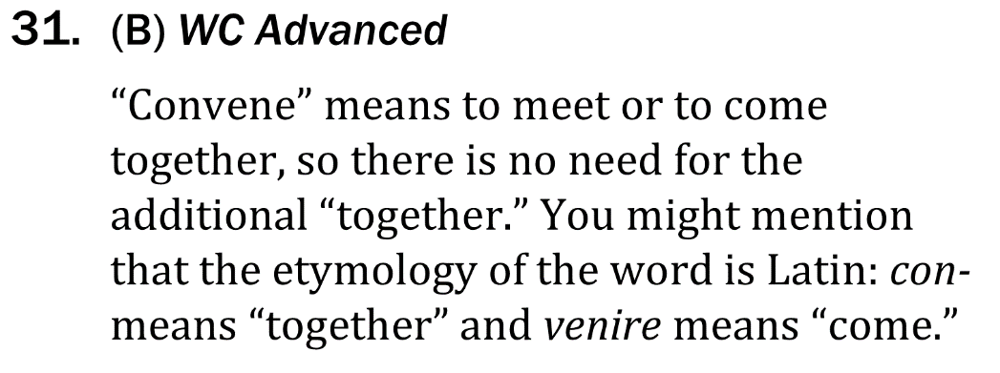 31. (B) WC Advanced
“Convene” means to meet or to come
together, so there is no need for the
additional “together.” You might mention
that the etymology of the word is Latin: con-
means “together” and venire means “come.”